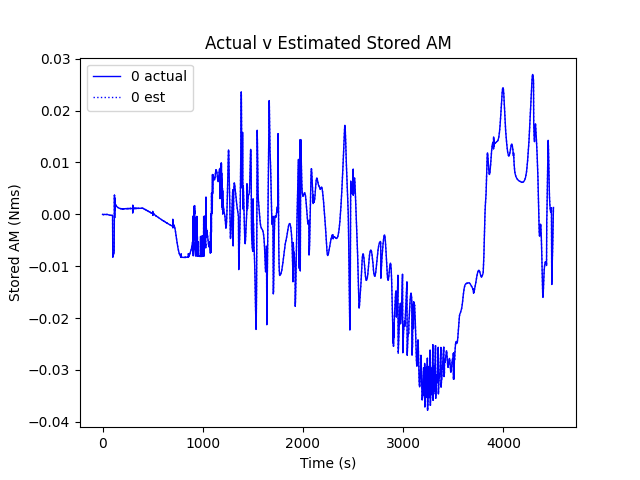 Actual v Estimated Stored AM
0 actual
0 est
0.03
0.02
0.01
0.00
−0.01
−0.02
−0.03
−0.04
Stored AM (Nms)
0
1000
2000
3000
4000
Time (s)